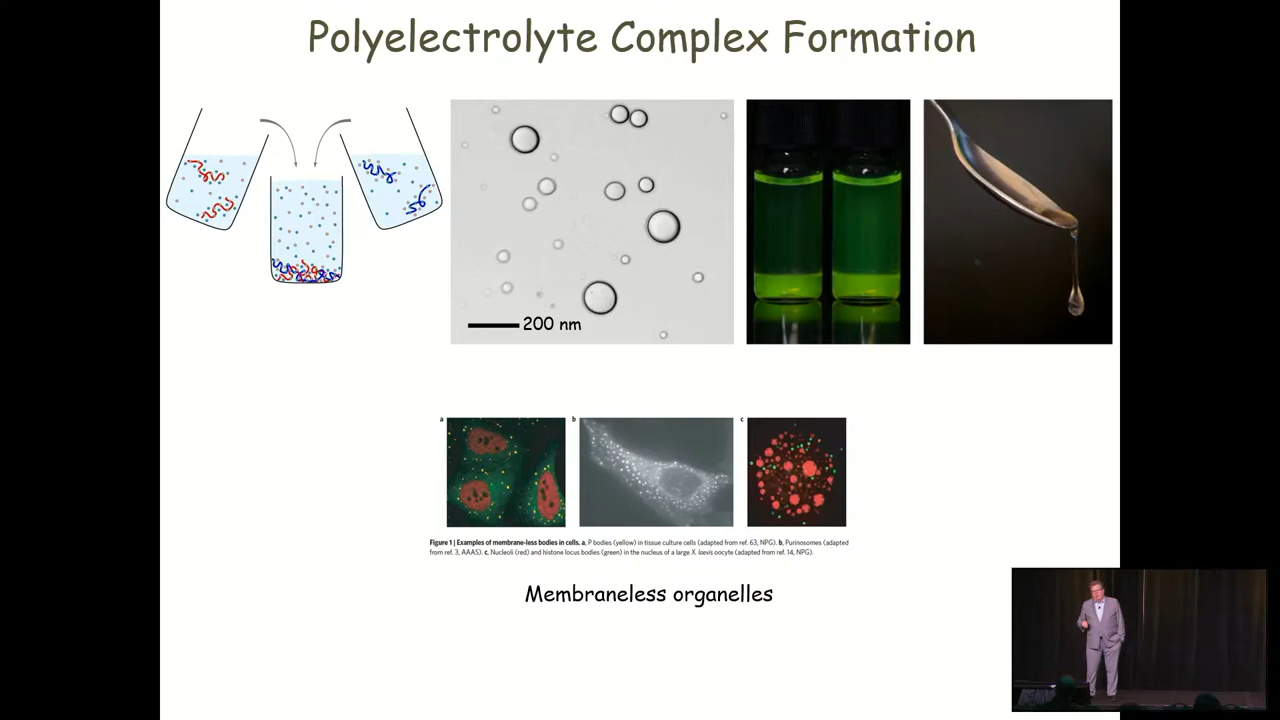 Polyelectrolyte Complex Formation
200 nm
a
b
c
Figure 1 | Examples of membrane-less bodies in cells. a, P bodies (yellow) in tissue culture cells (adapted from ref. 63, NPG). b, Purinosomes (adapted
from ref. 3, AAAS). c, Nucleoli (red) and histone locus bodies (green) in the nucleus of a large X. laevis oocyte (adapted from ref. 14, NPG).
Membraneless organelles